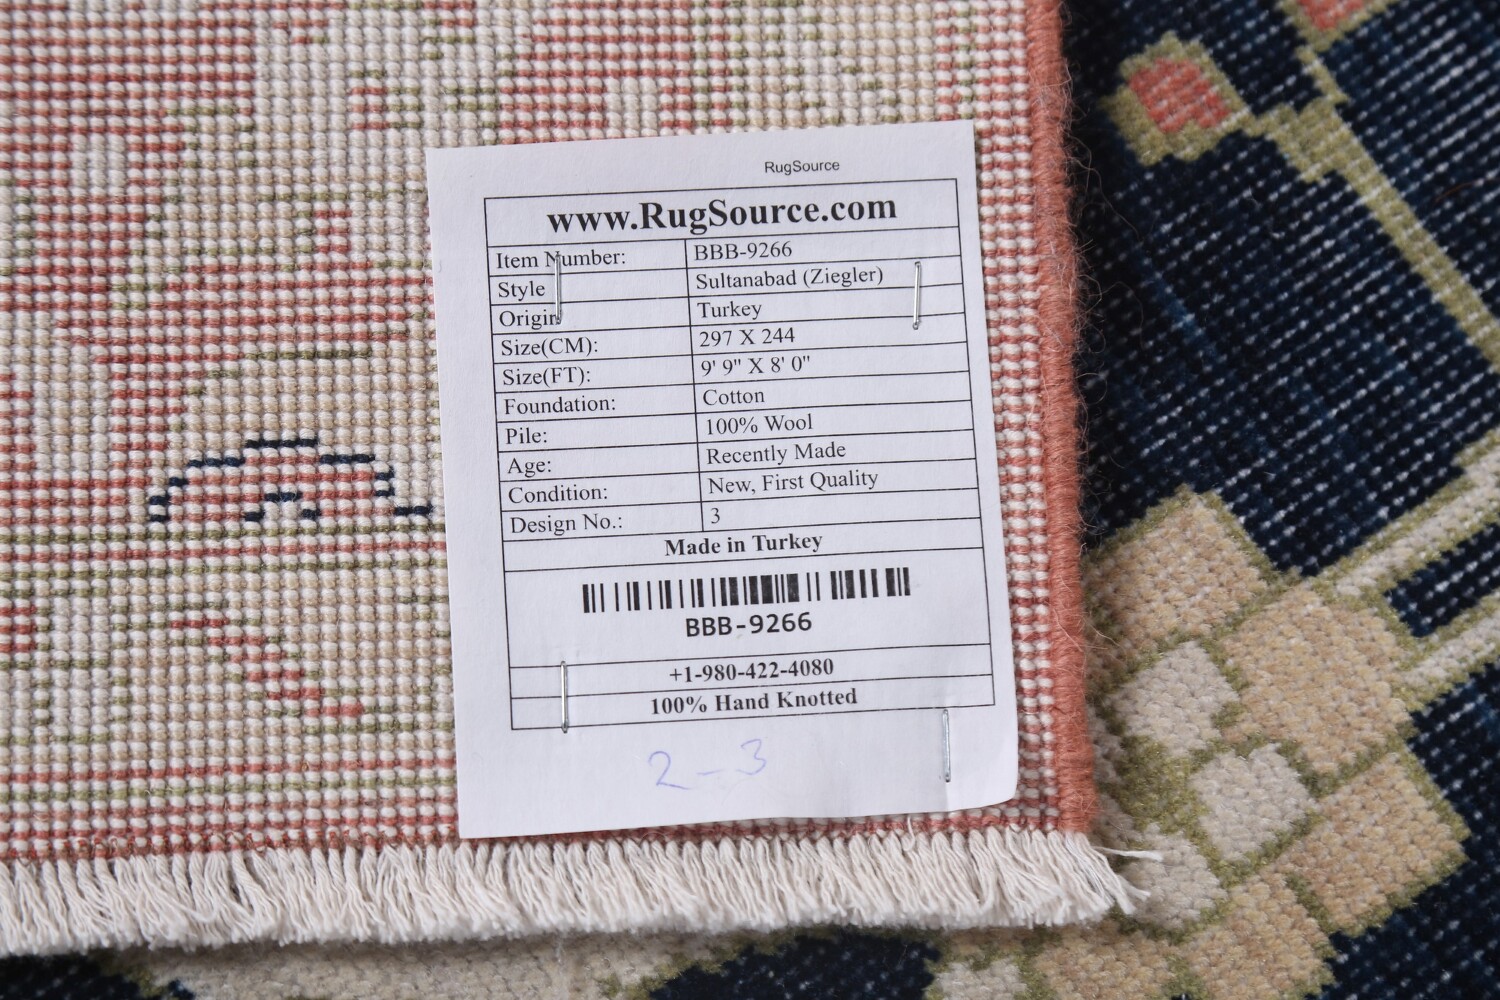 RugSource
www.RugSource.com
Item Number: BBB-9266
Style Sultanabad (Ziegler)
Origin Turkey
Size(CM): 297 X 244
Size(FT): 9' 9" X 8' 0"
Foundation: Cotton
Pile: 100% Wool
Age: Recently Made
Condition: New, First Quality
Design No.: 3
Made in Turkey
BBB-9266
+1-980-422-4080
100% Hand Knotted
2-3